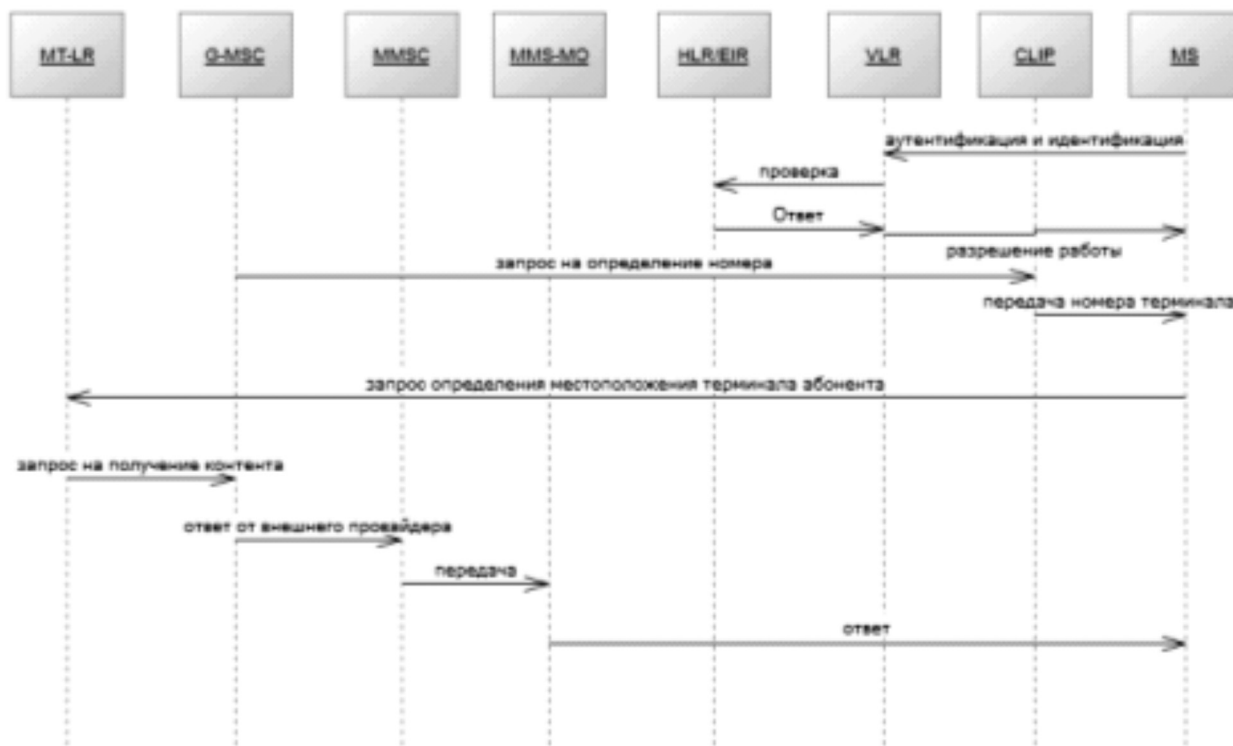 MT-LR
G-MSC
MMSC
MMS-MO
HLR/EIR
VLR
CLIP
MS
аутентификация и идентификация
проверка
Ответ
разрешение работы
запрос на определение номера
передача номера терминала
запрос определения местоположения терминала абонента
запрос на получение контента
ответ от внешнего провайдера
передача
ответ